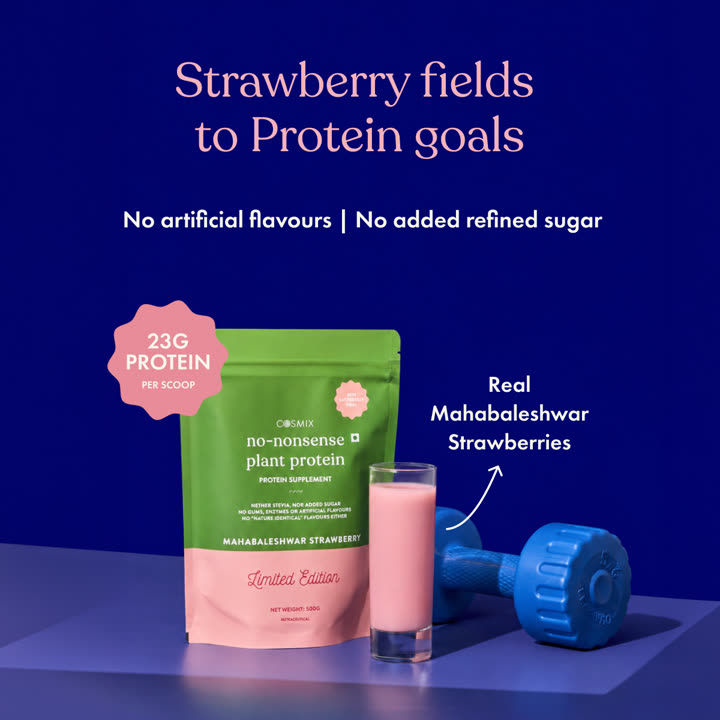 Strawberry fields
to Protein goals
No artificial flavours | No added refined sugar
23G
PROTEIN
PER SCOOP
COSMIX
no-nonsense
plant protein
PROTEIN SUPPLEMENT
NEITHER STEVIA, NOR ADDED SUGAR
NO GUMS, ENZYMES OR ARTIFICIAL FLAVOURS
NO "NATURE IDENTICAL" FLAVOURS EITHER
MAHABALESHWAR STRAWBERRY
Limited Edition
NET WEIGHT: 500G
NUTRACEUTICAL
Real
Mahabaleshwar
Strawberries